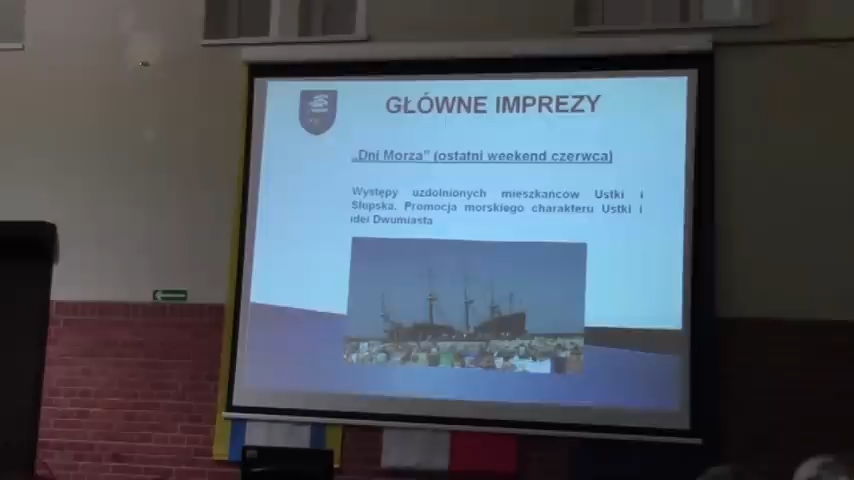 GŁÓWNE IMPREZY
„Dni Morza” (ostatni weekend czerwca)
Występy uzdolnionych mieszkańców Ustki i
Słupska. Promocja morskiego charakteru Ustki i
idei Dwumiasta